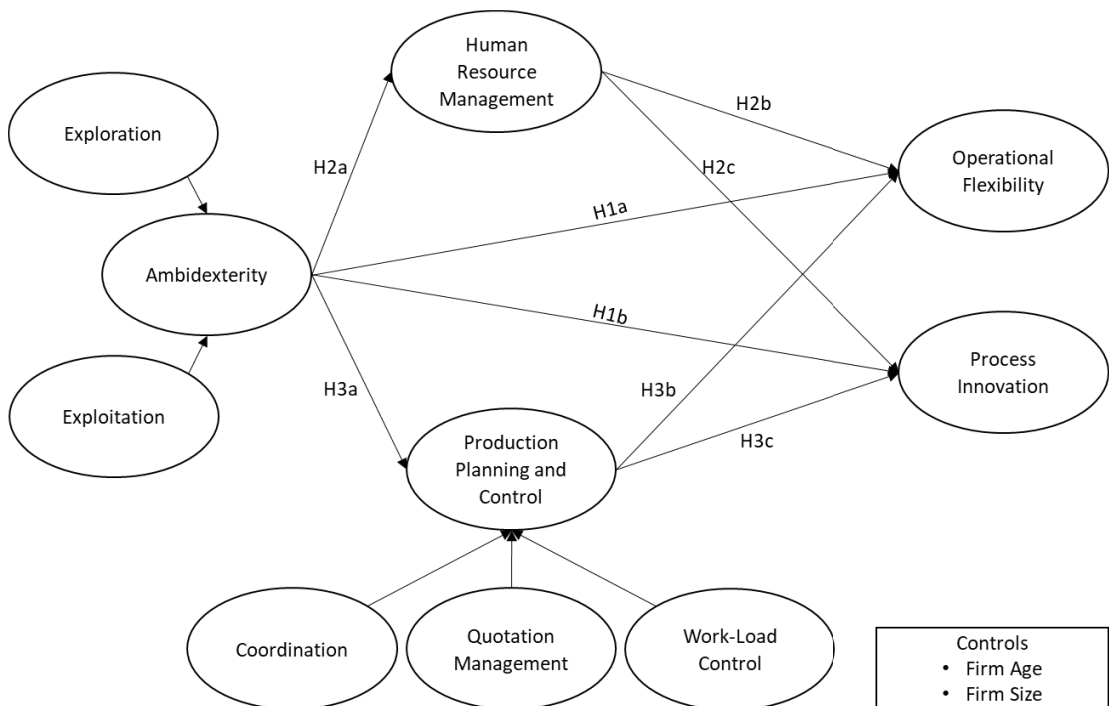 Human
Resource
Management
H2b
Exploration
Operational
Flexibility
H2a
H2c
H1a
Ambidexterity
H1b
Process
Innovation
H3a
H3b
Exploitation
H3c
Production
Planning and
Control
Coordination
Quotation
Management
Work-Load
Control
Controls
• Firm Age
• Firm Size